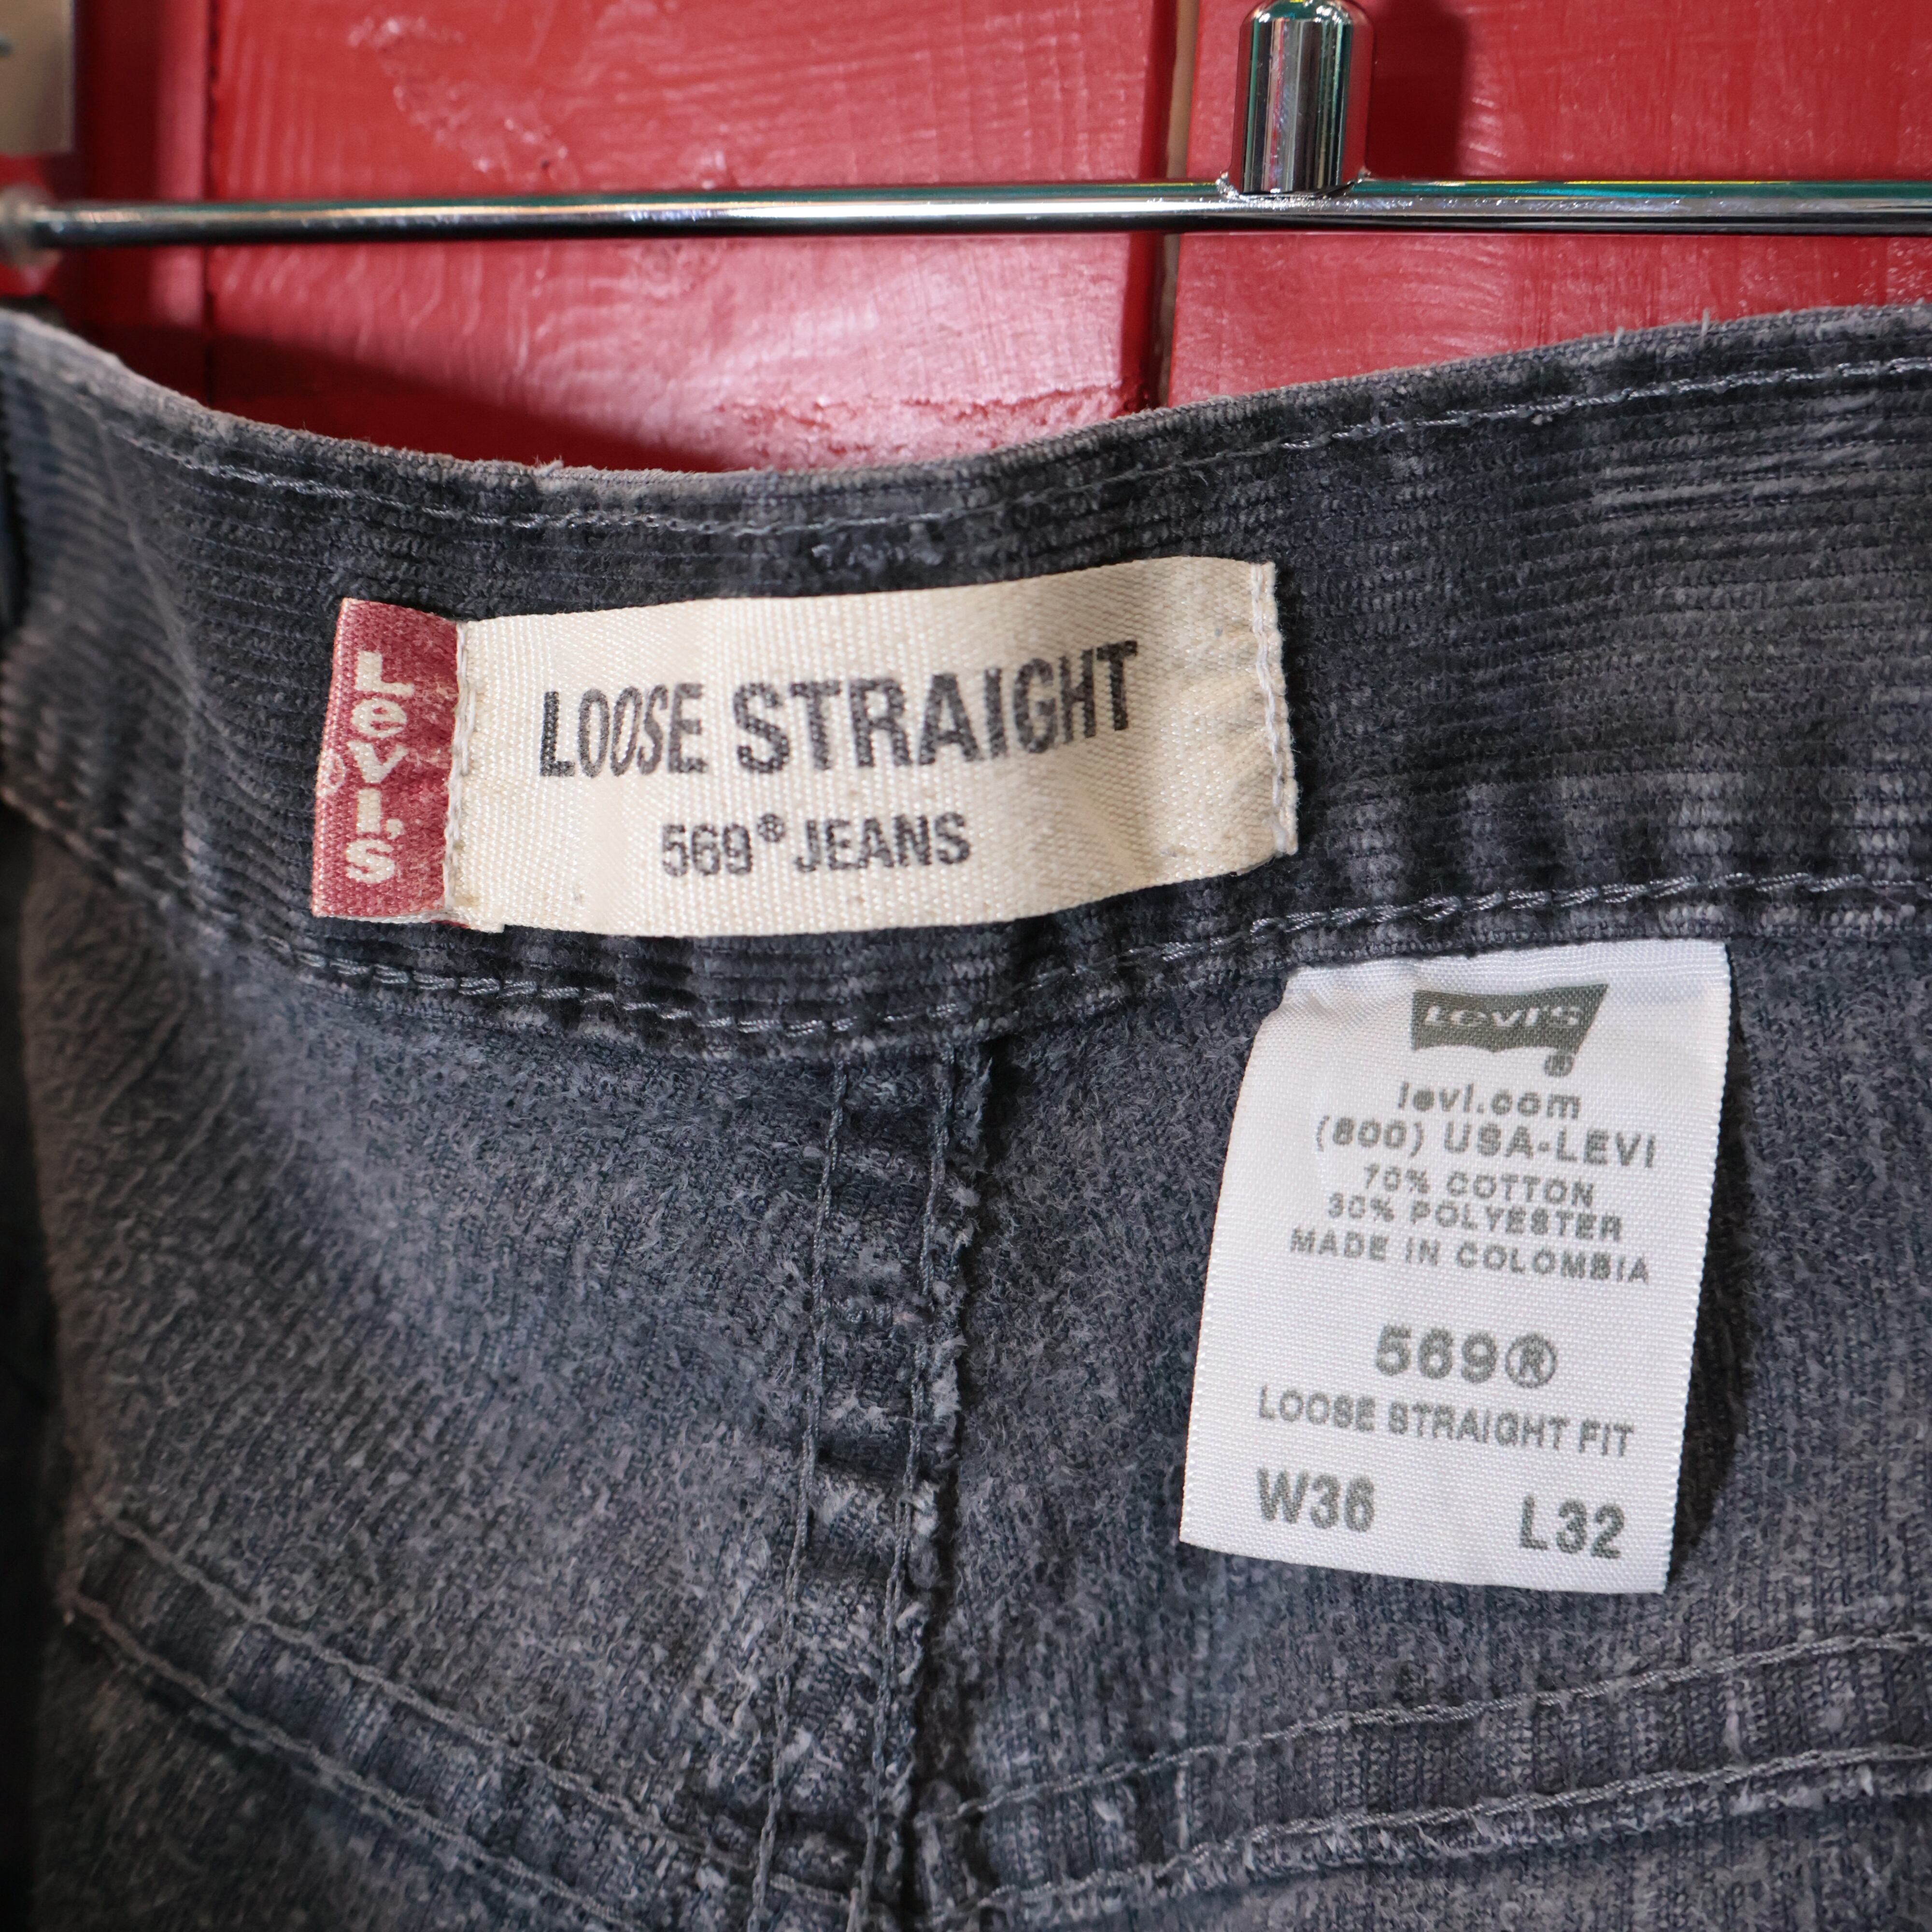 Levi's
LOOSE STRAIGHT
569® JEANS
Levi's
®
levi.com
(800) USA-LEVI
70% COTTON
30% POLYESTER
MADE IN COLOMBIA
569®
LOOSE STRAIGHT FIT
W36 L32